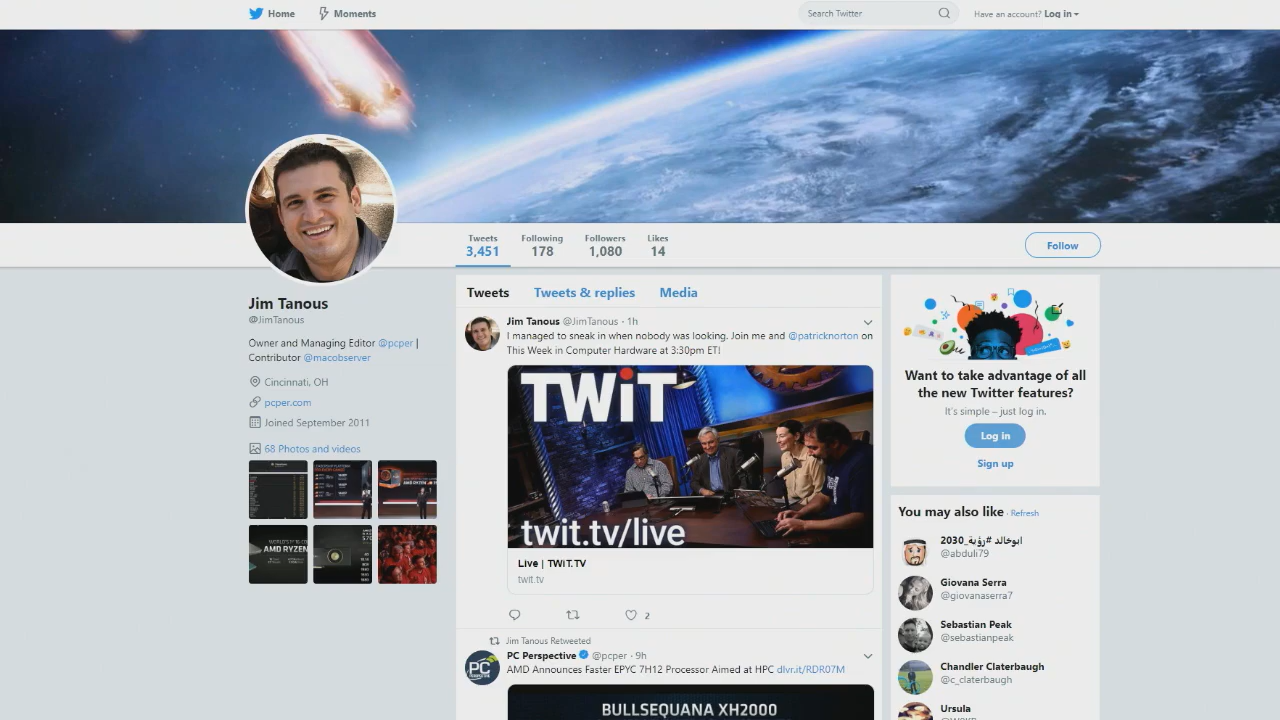 Home
Moments
Search Twitter
Have an account? Log in
Tweets
3,451
Following
178
Followers
1,080
Likes
14
Follow
Jim Tanous
@JimTanous
Owner and Managing Editor @pcper |
Contributor @macobserver
Cincinnati, OH
pcper.com
Joined September 2011
68 Photos and videos
AMD RYZEN
Tweets
Tweets & replies
Media
Jim Tanous @JimTanous · 1h
I managed to sneak in when nobody was looking. Join me and @patricknorton on
This Week in Computer Hardware at 3:30pm ET!
TWiT
twit.tv/live
Live | TWiT.TV
twit.tv
2
Jim Tanous Retweeted
PC Perspective @pcper · 9h
AMD Announces Faster EPYC 7H12 Processor Aimed at HPC dlvr.it/RDR07M
PC
BULLSEQUANA XH2000
Want to take advantage of all
the new Twitter features?
It's simple – just log in.
Log in
Sign up
You may also like · Refresh
ابوخالد #رؤية_2030
@abduli79
Giovana Serra
@giovanaserra7
Sebastian Peak
@sebastianpeak
Chandler Claterbaugh
@c_claterbaugh
Ursula